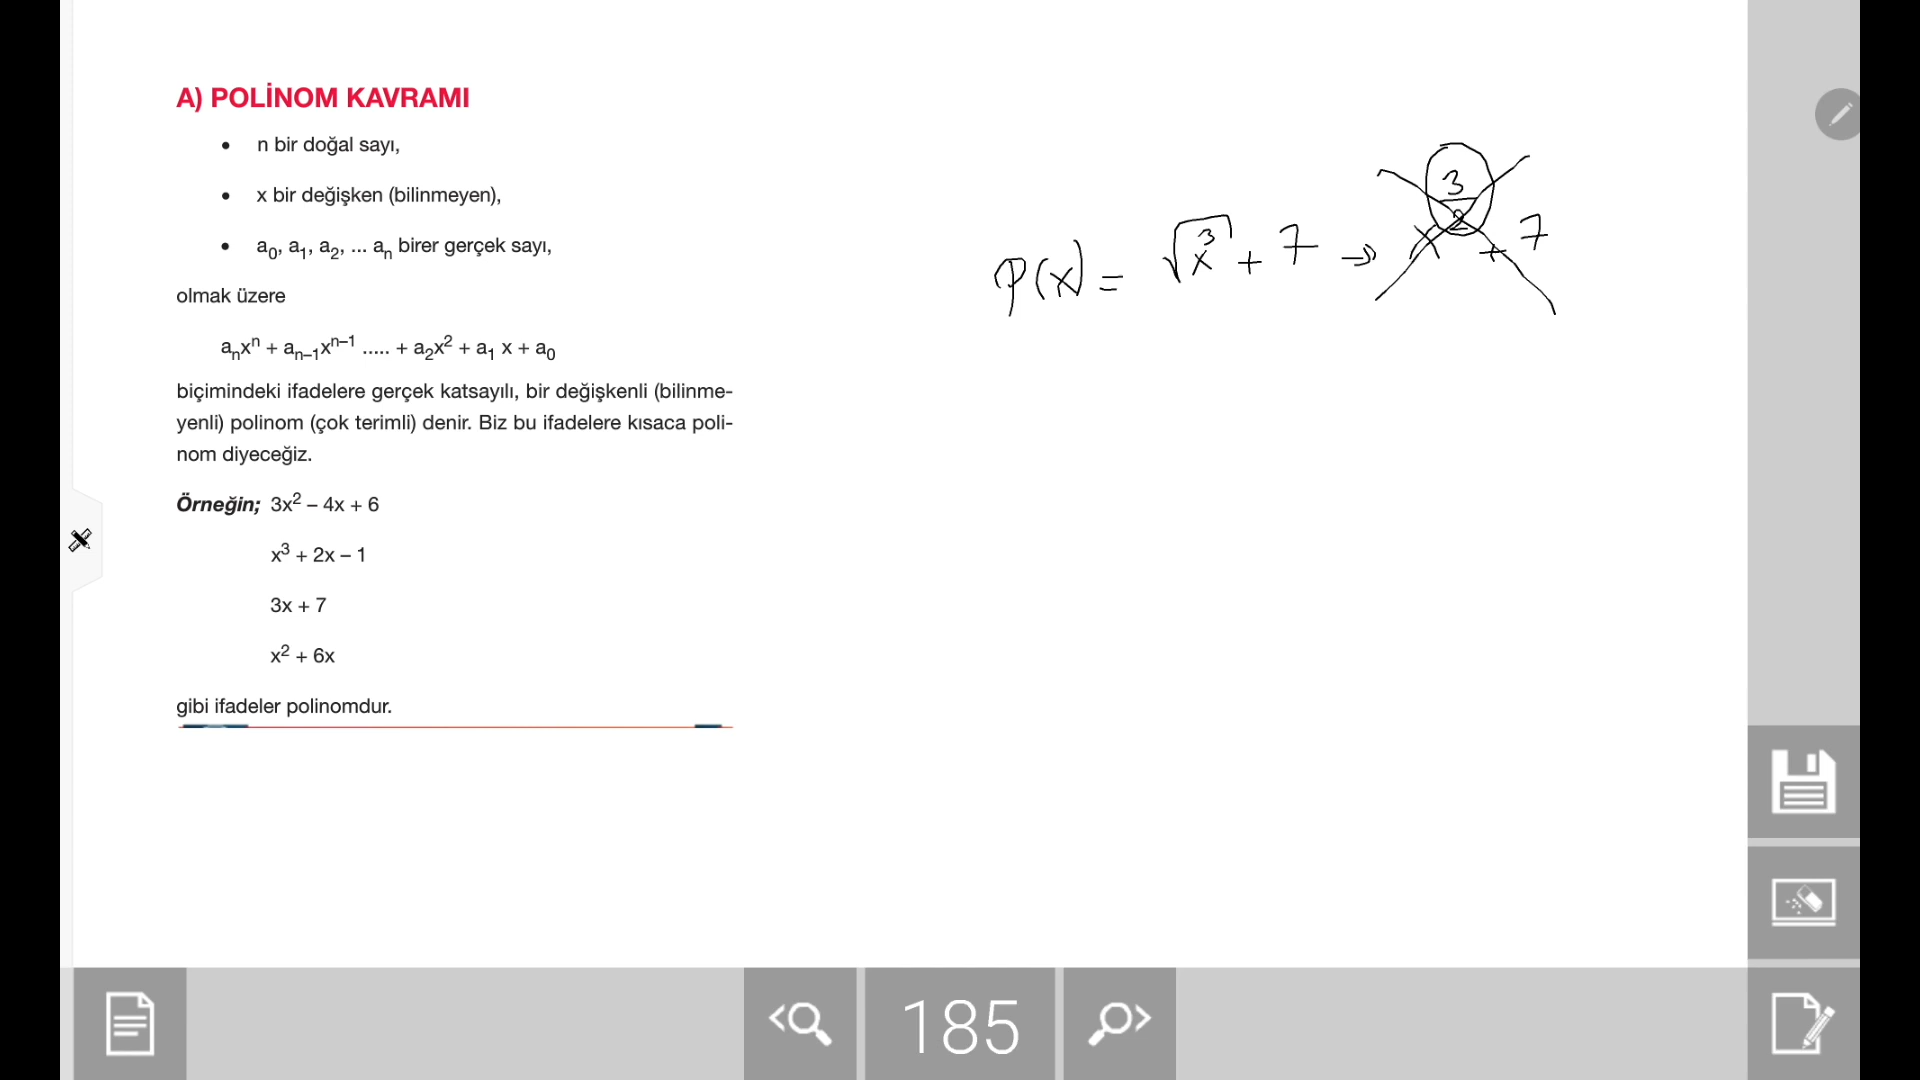 A) POLİNOM KAVRAMI
• n bir doğal sayı,
• x bir değişken (bilinmeyen),
• a₀, a₁, a₂, ... aₙ birer gerçek sayı,
olmak üzere
aₙxⁿ + aₙ₋₁xⁿ⁻¹ ..... + a₂x² + a₁ x + a₀
biçimindeki ifadelere gerçek katsayılı, bir değişkenli (bilinme-
yenli) polinom (çok terimli) denir. Biz bu ifadelere kısaca poli-
nom diyeceğiz.
Örneğin; 3x² – 4x + 6
x³ + 2x – 1
3x + 7
x² + 6x
gibi ifadeler polinomdur.
P(x) = √x³ + 7 → x^(3/2) + 7
185